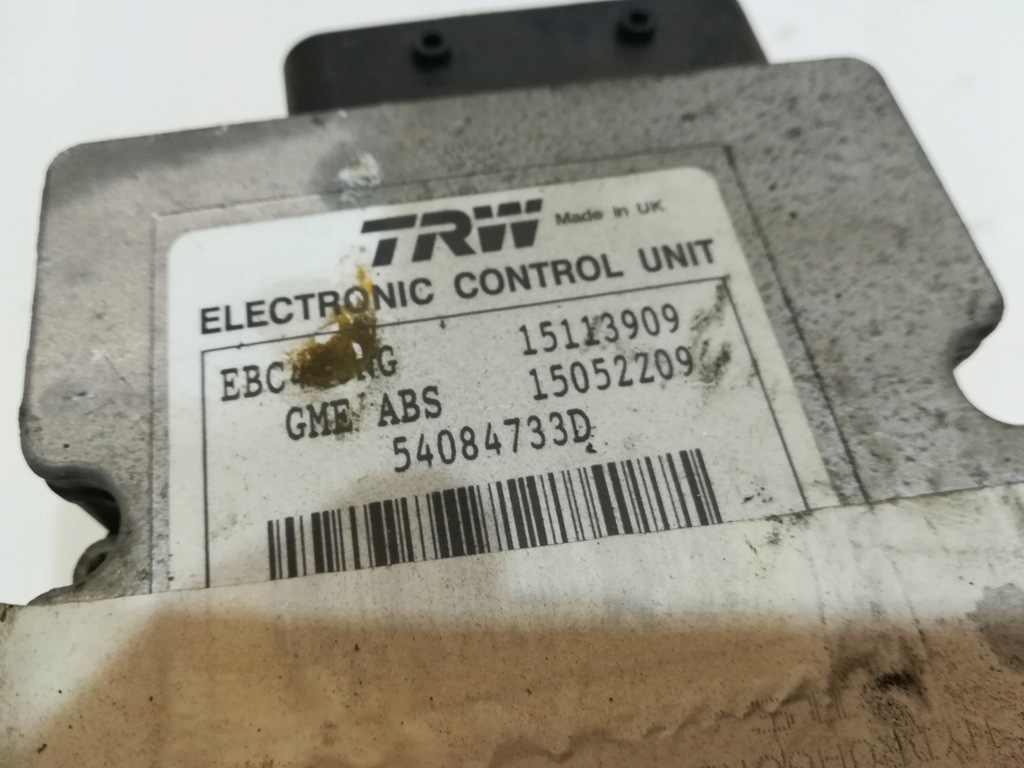 TRW Made in UK
ELECTRONIC CONTROL UNIT
15113909
GME ABS 15052209
54084733D